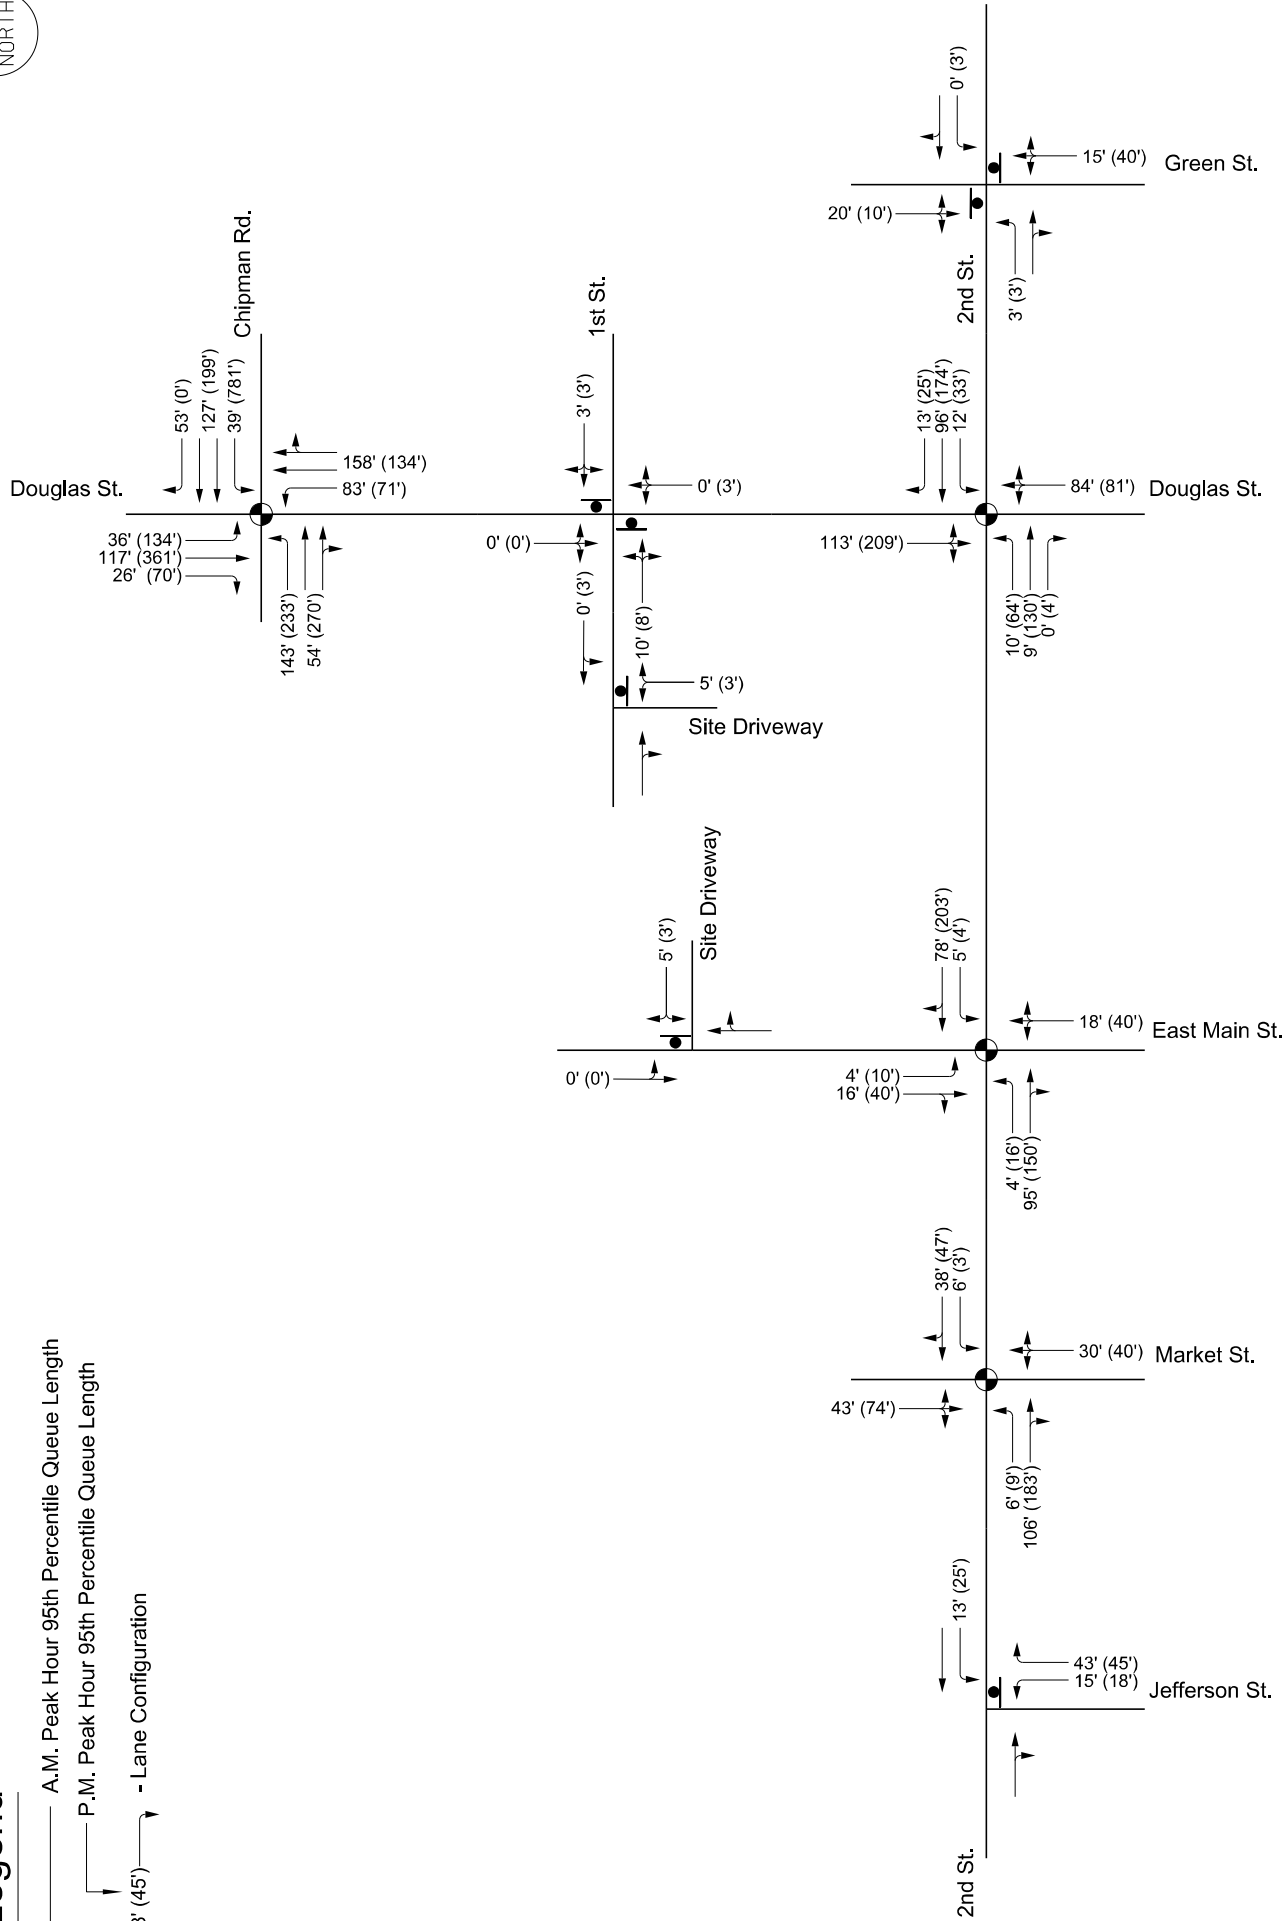 NORTH
0' (3')
15' (40')
Green St.
20' (10')
2nd St.
3' (3')
Chipman Rd.
1st St.
53' (0')
127' (199')
39' (781')
3' (3')
13' (25')
96' (174')
12' (33')
Douglas St.
158' (134')
83' (71')
0' (3')
84' (81')
Douglas St.
36' (134')
117' (361')
26' (70')
0' (0')
113' (209')
143' (233')
54' (270')
0' (3')
10' (8')
10' (64')
9' (130')
0' (4')
5' (3')
Site Driveway
Site Driveway
5' (3')
78' (203')
5' (4')
18' (40')
East Main St.
0' (0')
4' (10')
16' (40')
4' (16')
95' (150')
38' (47')
6' (3')
30' (40')
Market St.
43' (74')
6' (9')
106' (183')
13' (25')
43' (45')
15' (18')
Jefferson St.
2nd St.
A.M. Peak Hour 95th Percentile Queue Length
P.M. Peak Hour 95th Percentile Queue Length
(45')
- Lane Configuration